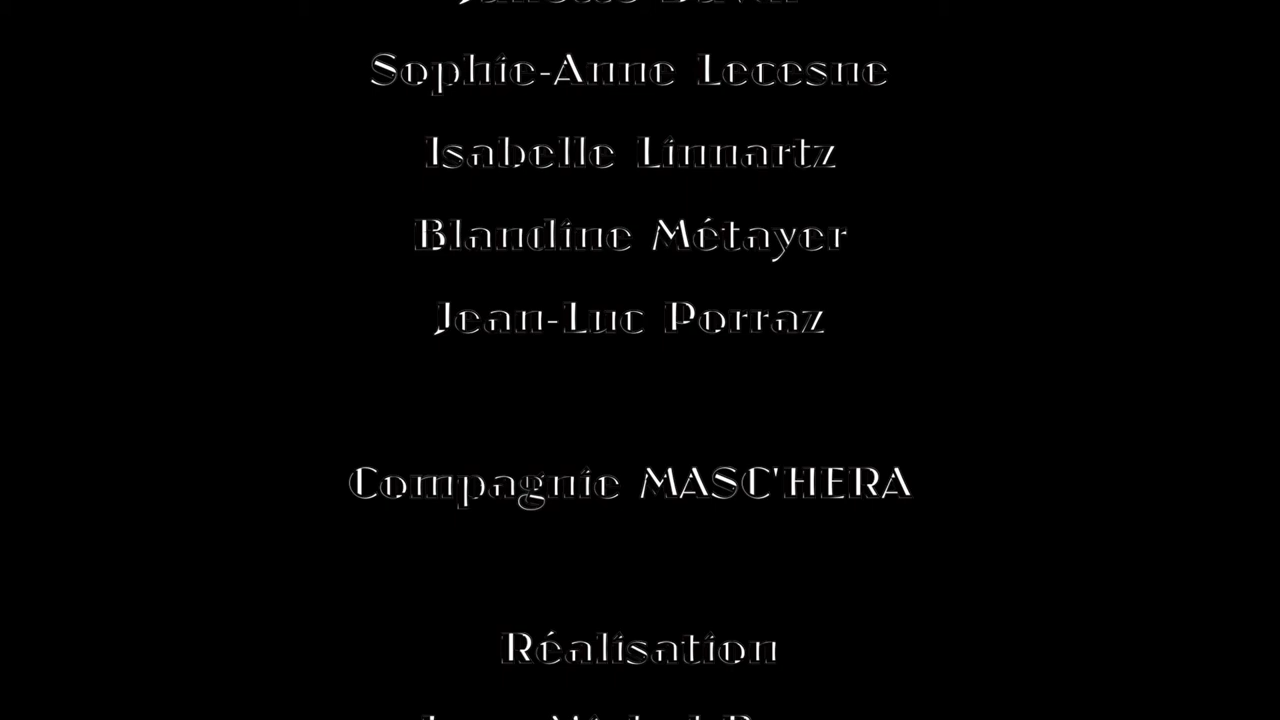 Sophie-Anne Lecesne
Isabelle Linnartz
Blandine Métayer
Jean-Luc Porraz
Compagnie MASC'HERA
Réalisation